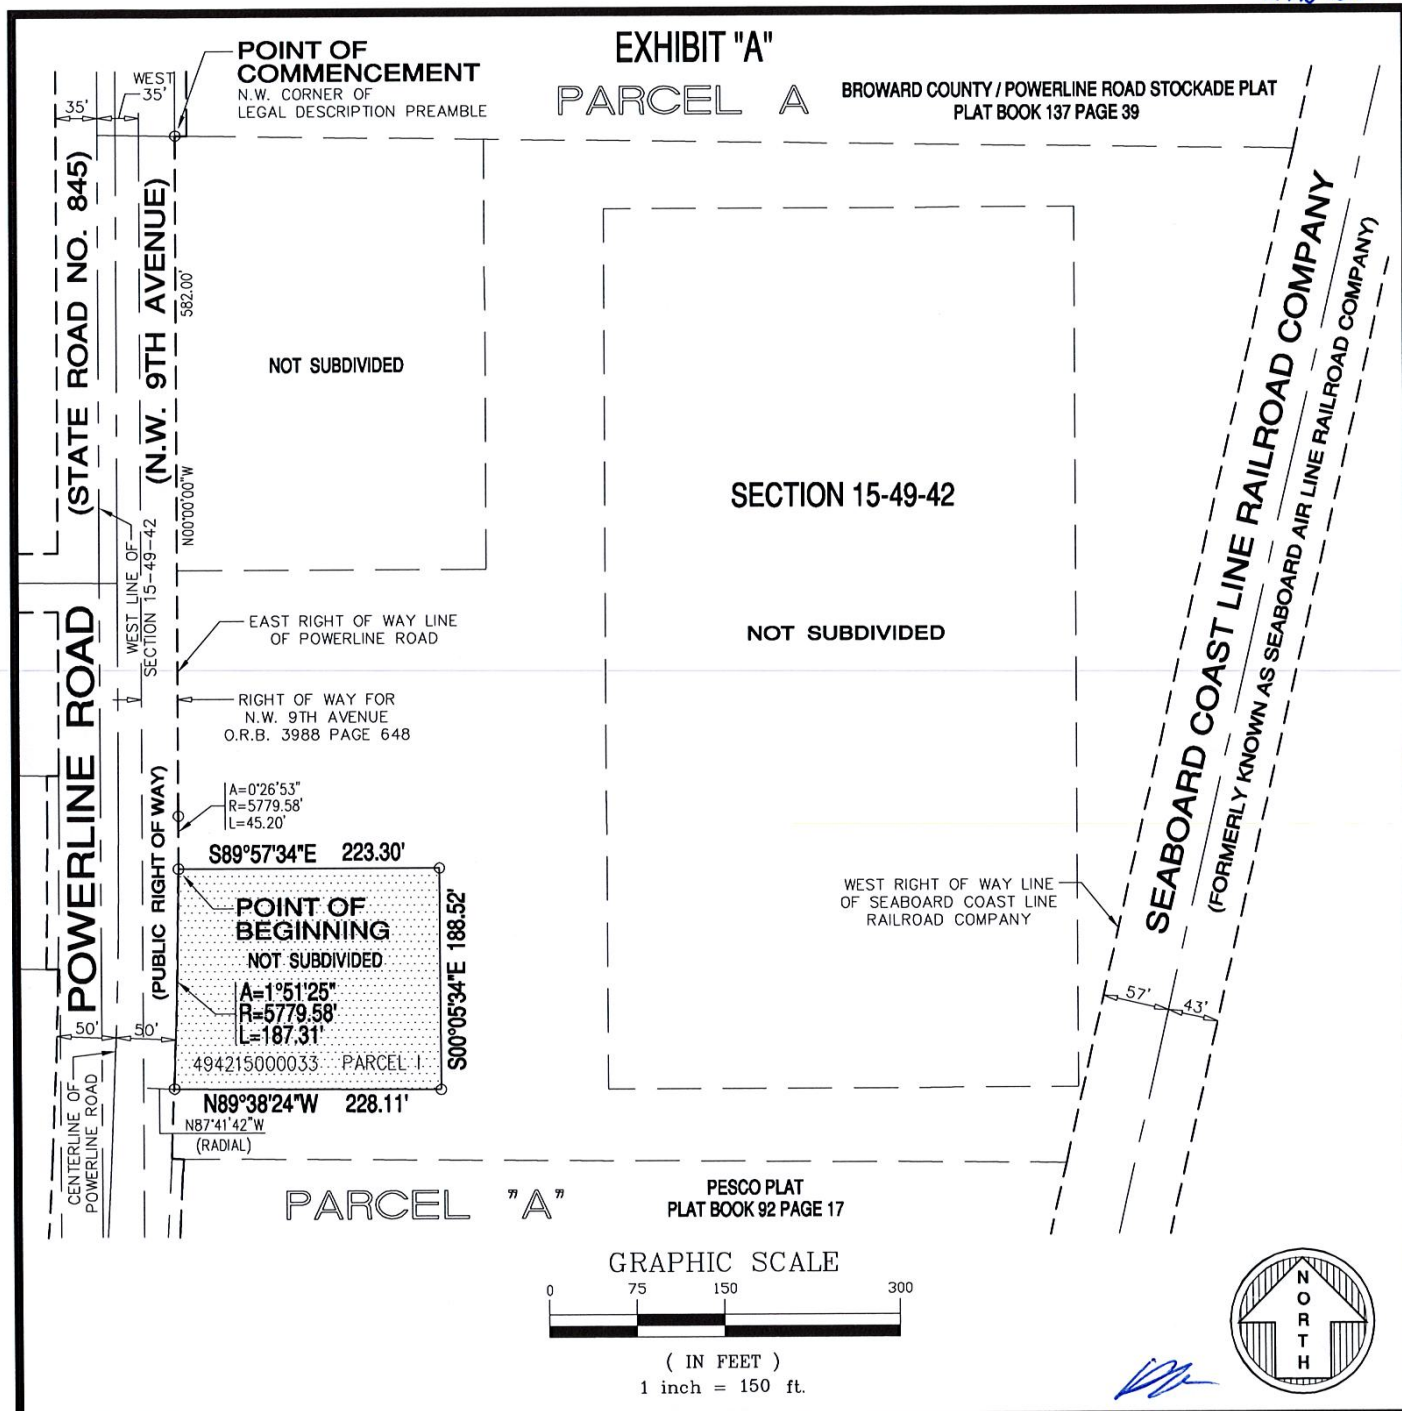 EXHIBIT "A"
POINT OF
COMMENCEMENT
N.W. CORNER OF
LEGAL DESCRIPTION PREAMBLE
PARCEL A
BROWARD COUNTY / POWERLINE ROAD STOCKADE PLAT
PLAT BOOK 137 PAGE 39
WEST
35'
35'
(STATE ROAD NO. 845)
(N.W. 9TH AVENUE)
582.00'
N00°00'00"W
NOT SUBDIVIDED
SECTION 15-49-42
NOT SUBDIVIDED
SEABOARD COAST LINE RAILROAD COMPANY
(FORMERLY KNOWN AS SEABOARD AIR LINE RAILROAD COMPANY)
WEST LINE OF
SECTION 15-49-42
EAST RIGHT OF WAY LINE
OF POWERLINE ROAD
RIGHT OF WAY FOR
N.W. 9TH AVENUE
O.R.B. 3988 PAGE 648
POWERLINE ROAD
(PUBLIC RIGHT OF WAY)
A=0°26'53"
R=5779.58'
L=45.20'
S89°57'34"E 223.30'
POINT OF
BEGINNING
NOT SUBDIVIDED
A=1°51'25"
R=5779.58'
L=187.31'
494215000033 PARCEL I
S00°05'34"E 188.52'
N89°38'24"W 228.11'
N87°41'42"W
(RADIAL)
50'
50'
CENTERLINE OF
POWERLINE ROAD
WEST RIGHT OF WAY LINE
OF SEABOARD COAST LINE
RAILROAD COMPANY
57'
43'
PARCEL "A"
PESCO PLAT
PLAT BOOK 92 PAGE 17
GRAPHIC SCALE
0 75 150 300
( IN FEET )
1 inch = 150 ft.
NORTH